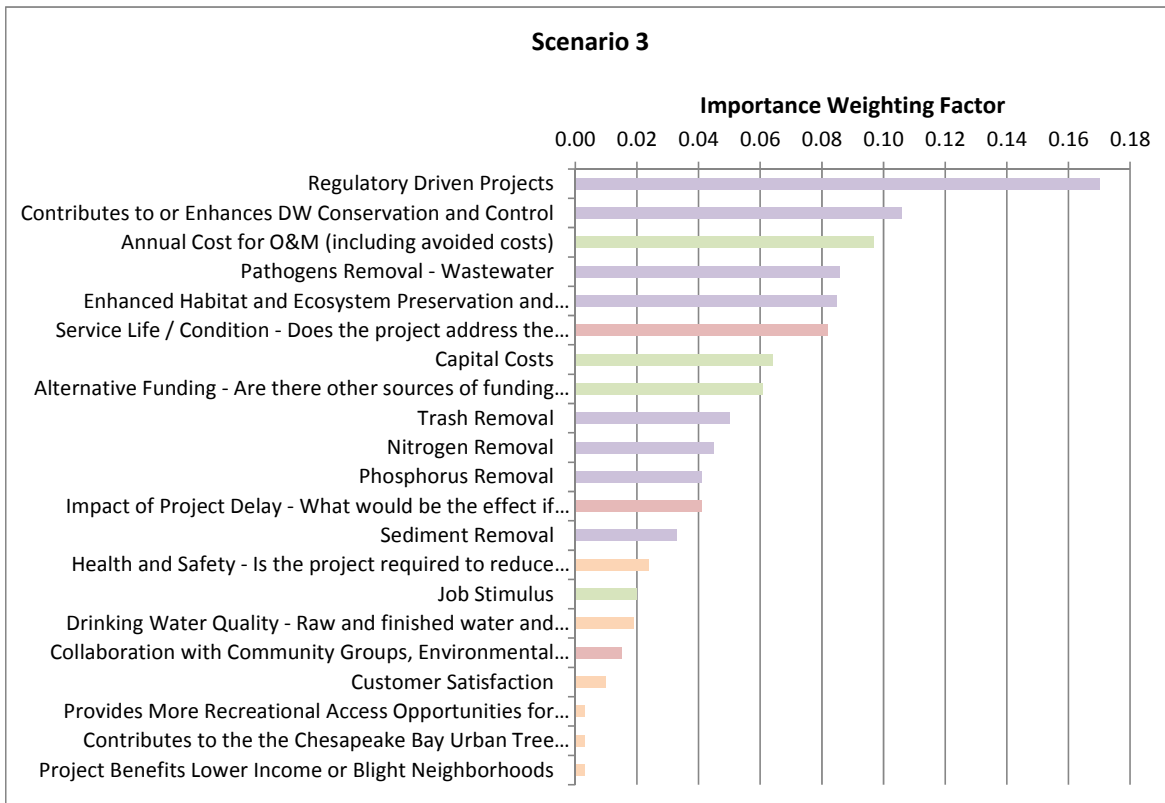 Scenario 3
Importance Weighting Factor
0.00 0.02 0.04 0.06 0.08 0.10 0.12 0.14 0.16 0.18
Regulatory Driven Projects
Contributes to or Enhances DW Conservation and Control
Annual Cost for O&M (including avoided costs)
Pathogens Removal - Wastewater
Enhanced Habitat and Ecosystem Preservation and...
Service Life / Condition - Does the project address the...
Capital Costs
Alternative Funding - Are there other sources of funding...
Trash Removal
Nitrogen Removal
Phosphorus Removal
Impact of Project Delay - What would be the effect if...
Sediment Removal
Health and Safety - Is the project required to reduce...
Job Stimulus
Drinking Water Quality - Raw and finished water and...
Collaboration with Community Groups, Environmental...
Customer Satisfaction
Provides More Recreational Access Opportunities for...
Contributes to the the Chesapeake Bay Urban Tree...
Project Benefits Lower Income or Blight Neighborhoods